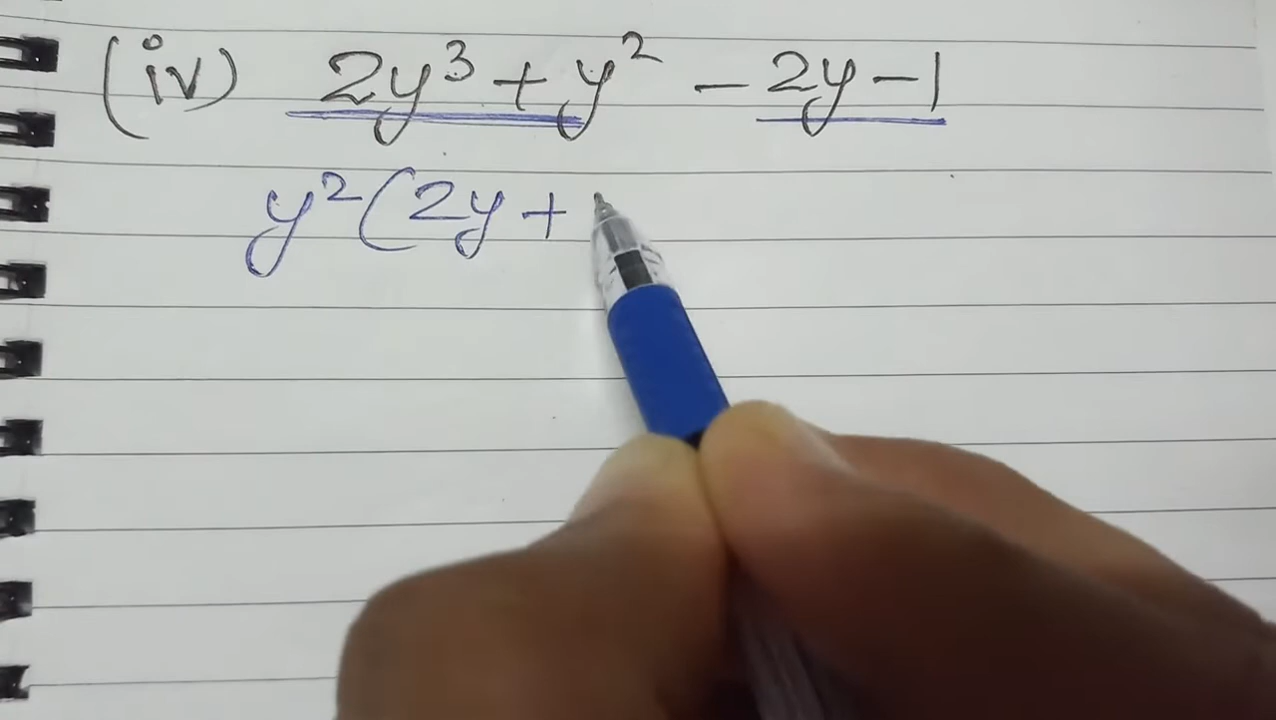 (iv) 2y³ + y² - 2y - 1
y² (2y +